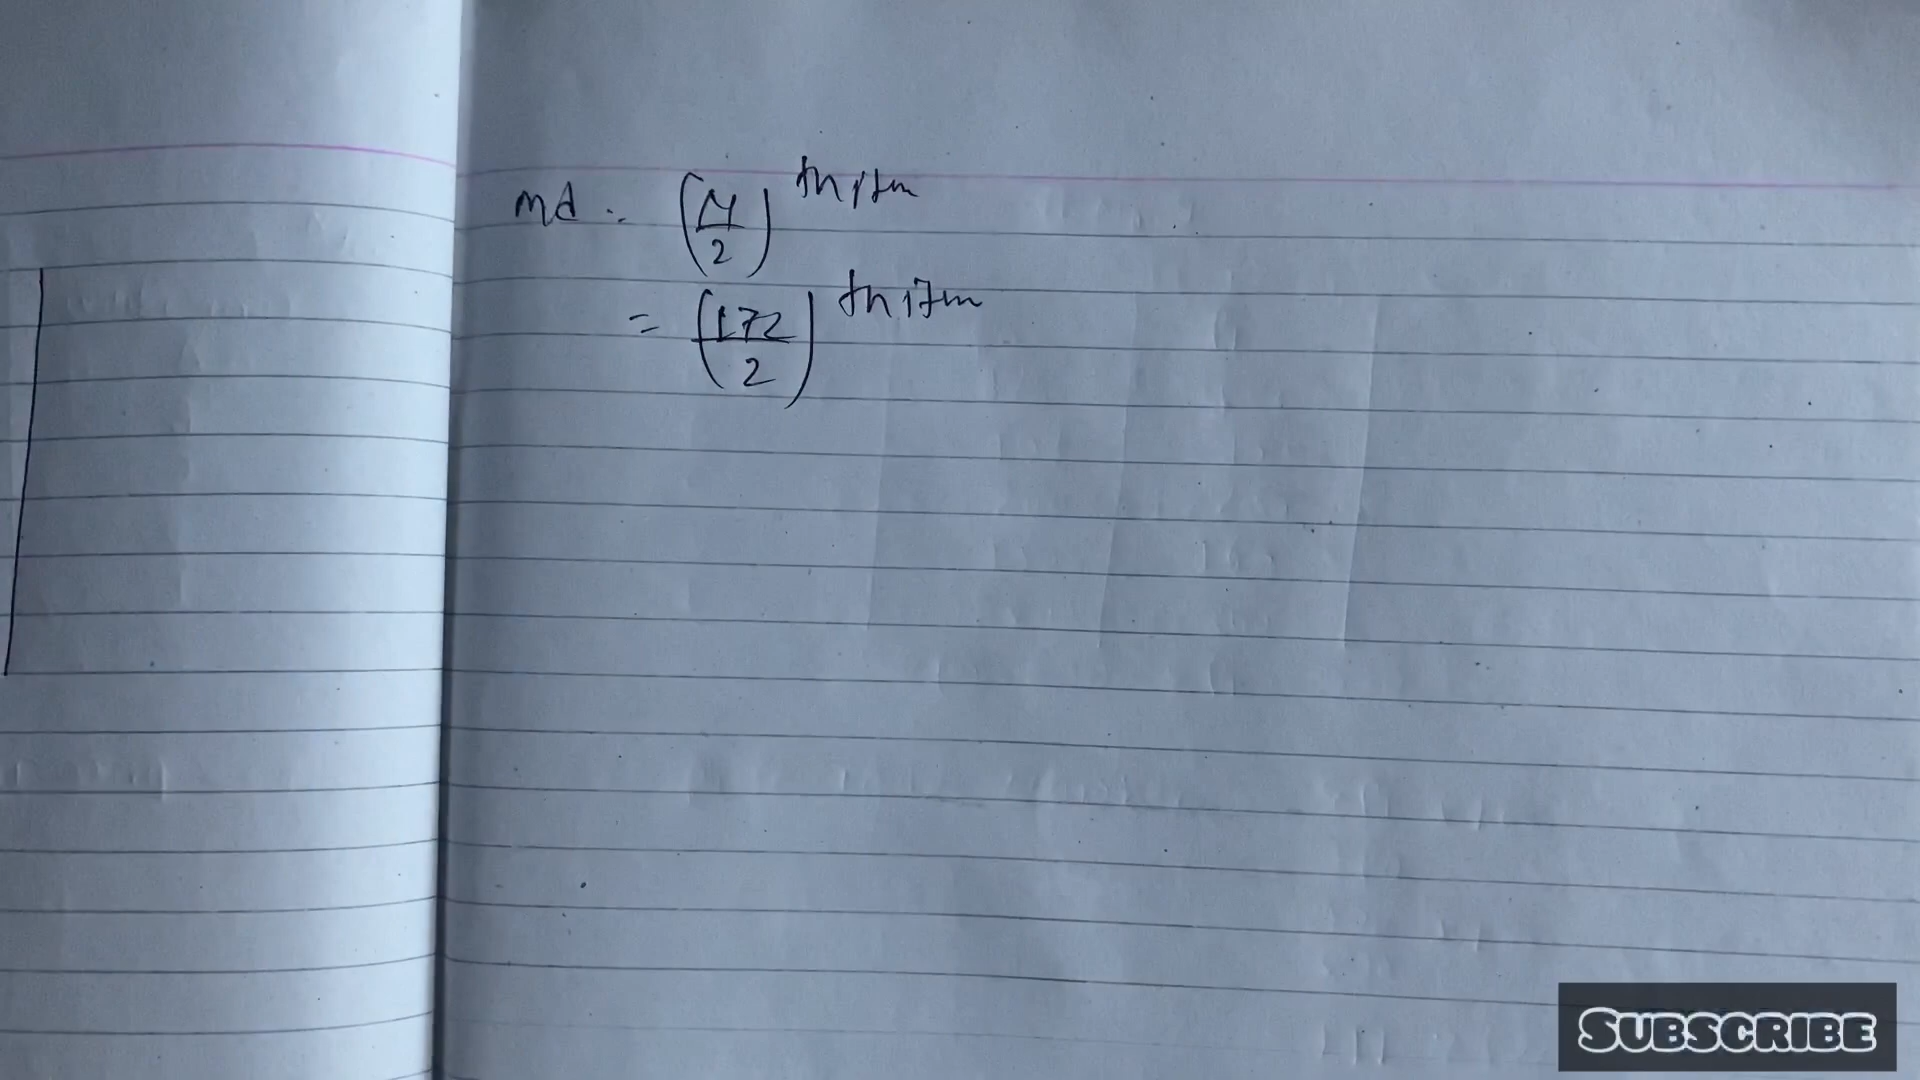 Md = (N/2)th item
= (172/2)th item
SUBSCRIBE